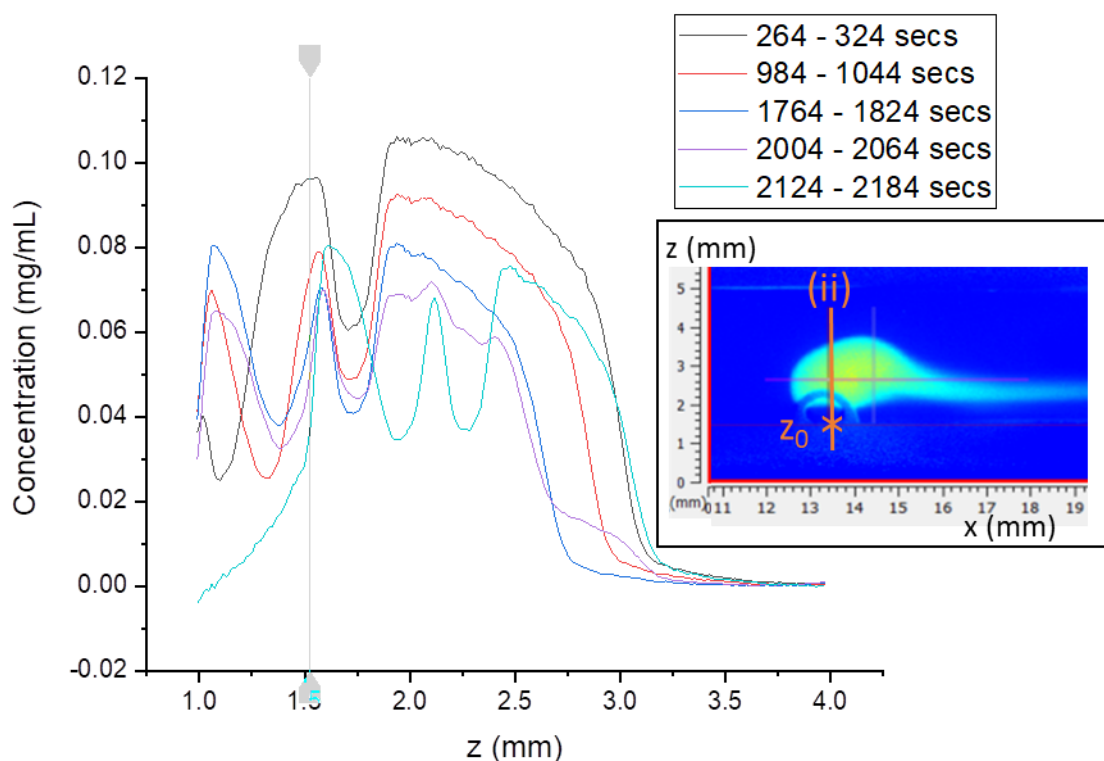 264 - 324 secs
984 - 1044 secs
1764 - 1824 secs
2004 - 2064 secs
2124 - 2184 secs
0.12
0.10
0.08
0.06
0.04
0.02
0.00
-0.02
Concentration (mg/mL)
1.0 1.5 2.0 2.5 3.0 3.5 4.0
z (mm)
z (mm)
(ii)
5
4
3
2
1
0
z0
(mm) 011 12 13 14 15 16 17 18 19
x (mm)